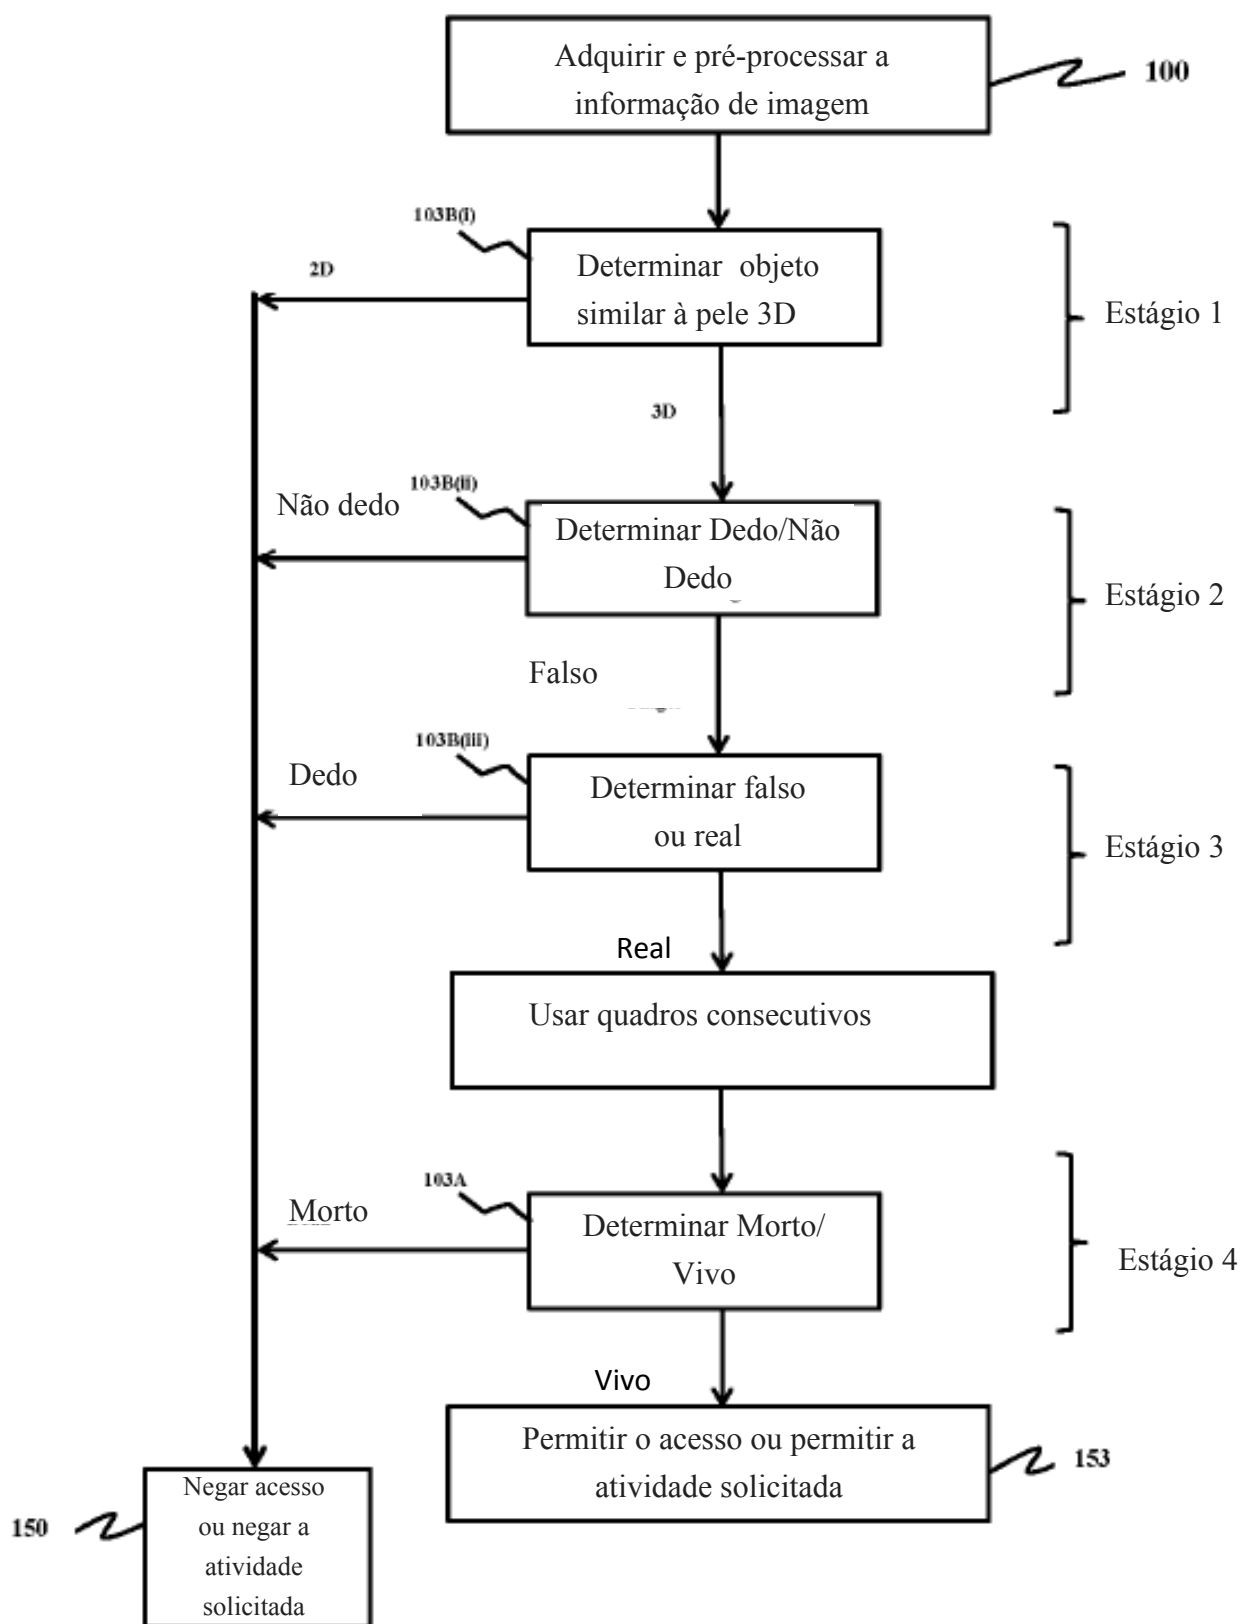 Adquirir e pré-processar a
informação de imagem
100
103B(i)
2D
Determinar objeto
similar à pele 3D
Estágio 1
3D
103B(ii)
Não dedo
Determinar Dedo/Não
Dedo
Estágio 2
Falso
103B(iii)
Dedo
Determinar falso
ou real
Estágio 3
Real
Usar quadros consecutivos
103A
Morto
Determinar Morto/
Vivo
Estágio 4
Vivo
Permitir o acesso ou permitir a
atividade solicitada
153
Negar acesso
ou negar a
atividade
solicitada
150